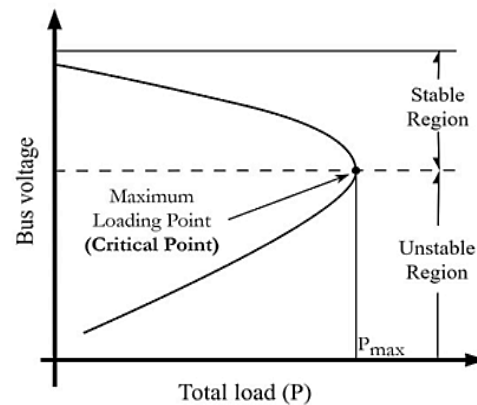 Bus voltage
Stable
Region
Maximum
Loading Point
(Critical Point)
Unstable
Region
Pmax
Total load (P)